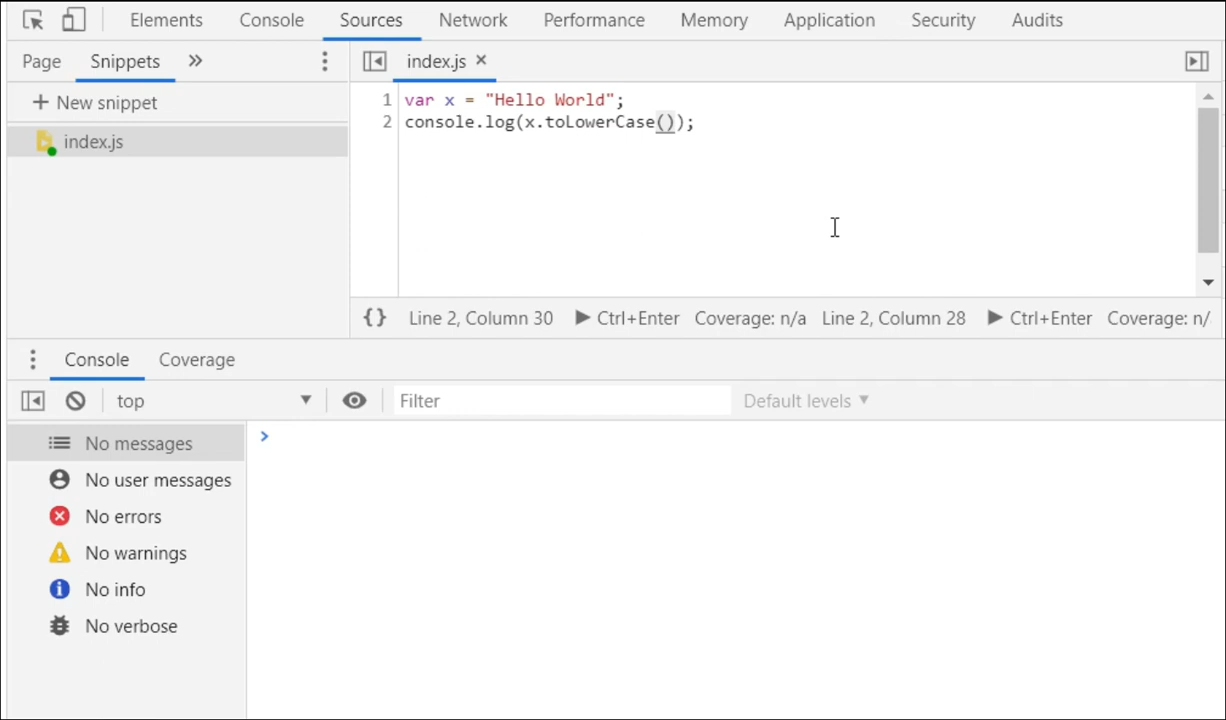 Elements Console Sources Network Performance Memory Application Security Audits
Page Snippets » index.js ×
+ New snippet
index.js
1 var x = "Hello World";
2 console.log(x.toLowerCase());
{} Line 2, Column 30 ▶ Ctrl+Enter Coverage: n/a Line 2, Column 28 ▶ Ctrl+Enter Coverage: n/
Console Coverage
top ▼ Filter Default levels ▼
No messages >
No user messages
No errors
No warnings
No info
No verbose